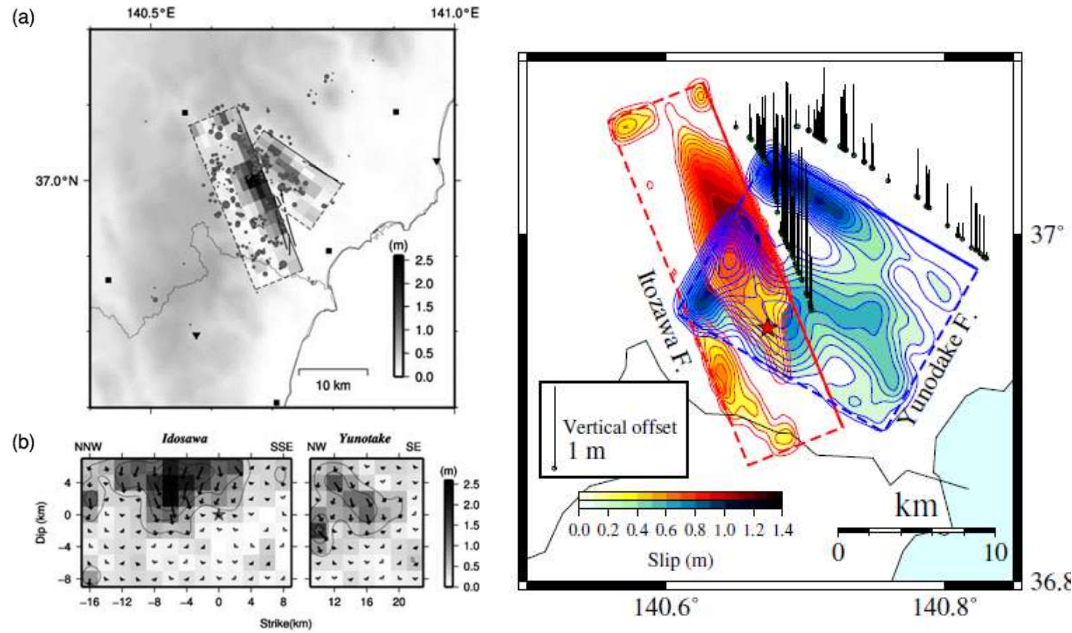 (a)
140.5°E
141.0°E
37.0°N
(m)
2.5
2.0
1.5
1.0
0.5
0.0
10 km
(b)
NNW
Idosawa
SSE
NW
Yunotake
SE
(m)
4
0
-4
-8
Dip (km)
2.5
2.0
1.5
1.0
0.5
0.0
-16
-12
-8
-4
0
4
8
12
16
20
Strike(km)
37°
36.8
140.6°
140.8°
Itozawa F.
Yunodake F.
Vertical offset
1 m
0.0 0.2 0.4 0.6 0.8 1.0 1.2 1.4
Slip (m)
km
0
10